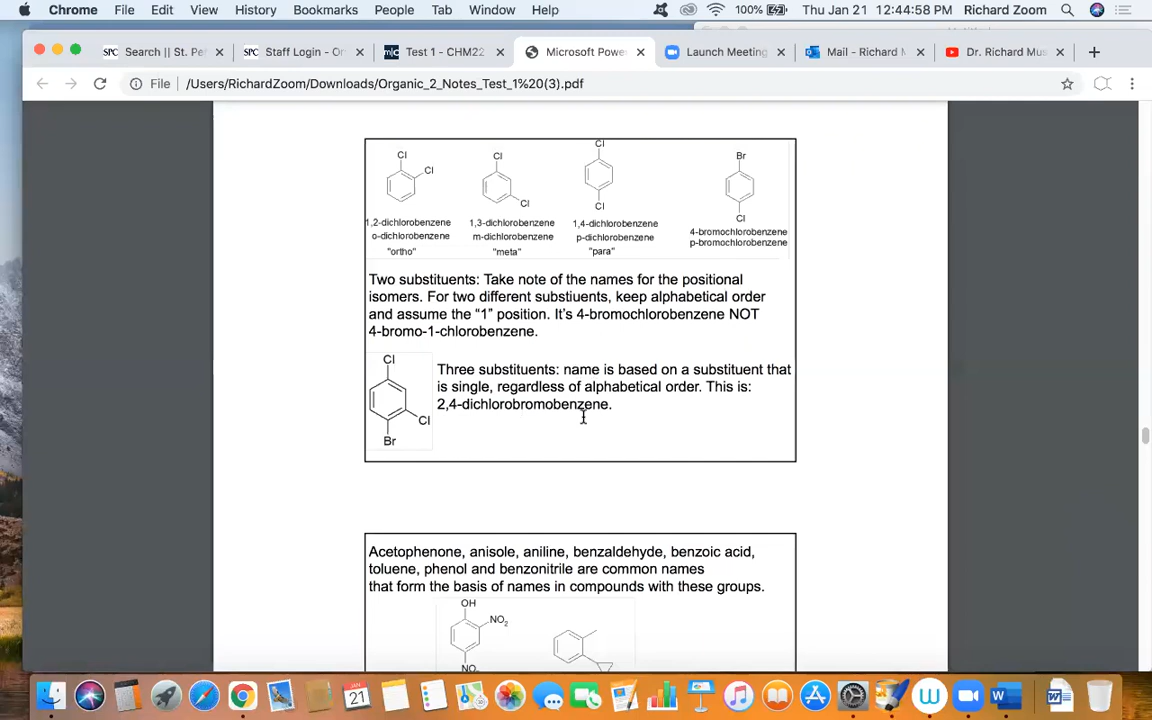 Chrome File Edit View History Bookmarks People Tab Window Help 100% Thu Jan 21 12:44:58 PM Richard Zoom
Search || St. Pe
Staff Login - Or
Test 1 - CHM22
Microsoft Powe
Launch Meeting
Mail - Richard M
Dr. Richard Mus
File /Users/RichardZoom/Downloads/Organic_2_Notes_Test_1%20(3).pdf
Cl
Cl
Cl
Cl
Cl
Cl
Br
Cl
1,2-dichlorobenzene
o-dichlorobenzene
"ortho"
1,3-dichlorobenzene
m-dichlorobenzene
"meta"
1,4-dichlorobenzene
p-dichlorobenzene
"para"
4-bromochlorobenzene
p-bromochlorobenzene
Two substituents: Take note of the names for the positional
isomers. For two different substiuents, keep alphabetical order
and assume the “1” position. It’s 4-bromochlorobenzene NOT
4-bromo-1-chlorobenzene.
Cl
Cl
Br
Three substituents: name is based on a substituent that
is single, regardless of alphabetical order. This is:
2,4-dichlorobromobenzene.
Acetophenone, anisole, aniline, benzaldehyde, benzoic acid,
toluene, phenol and benzonitrile are common names
that form the basis of names in compounds with these groups.
OH
NO2